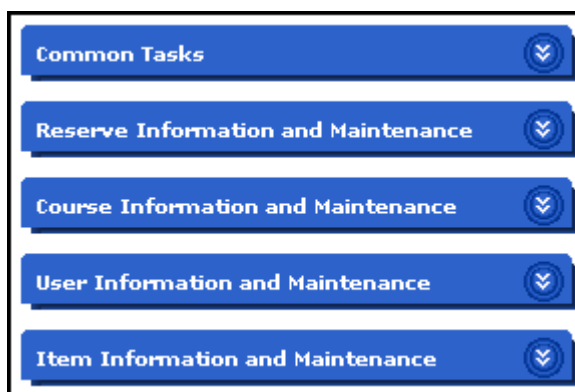 Common Tasks
Reserve Information and Maintenance
Course Information and Maintenance
User Information and Maintenance
Item Information and Maintenance